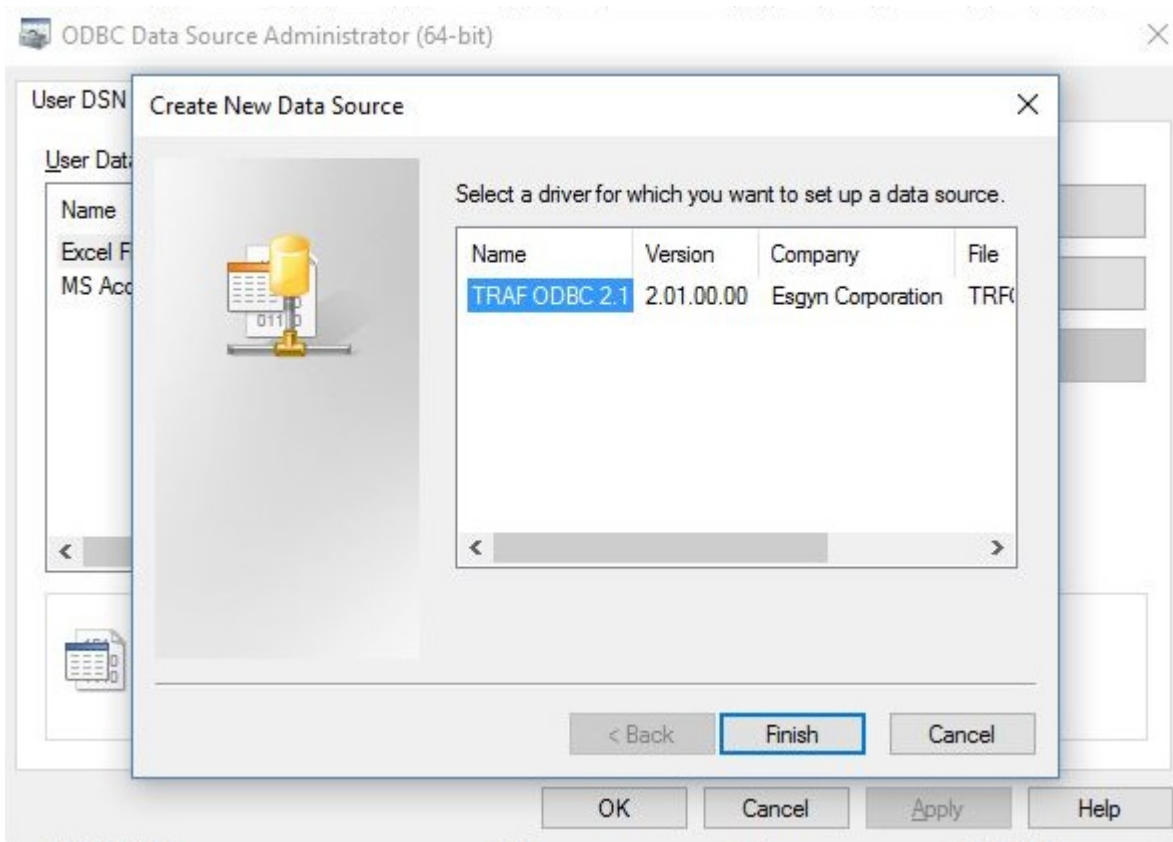 ODBC Data Source Administrator (64-bit)
User DSN
Create New Data Source
User Data
Name
Excel F
MS Acc
Select a driver for which you want to set up a data source.
Name Version Company File
TRAF ODBC 2.1 2.01.00.00 Esgyn Corporation TRFO
< Back Finish Cancel
OK Cancel Apply Help